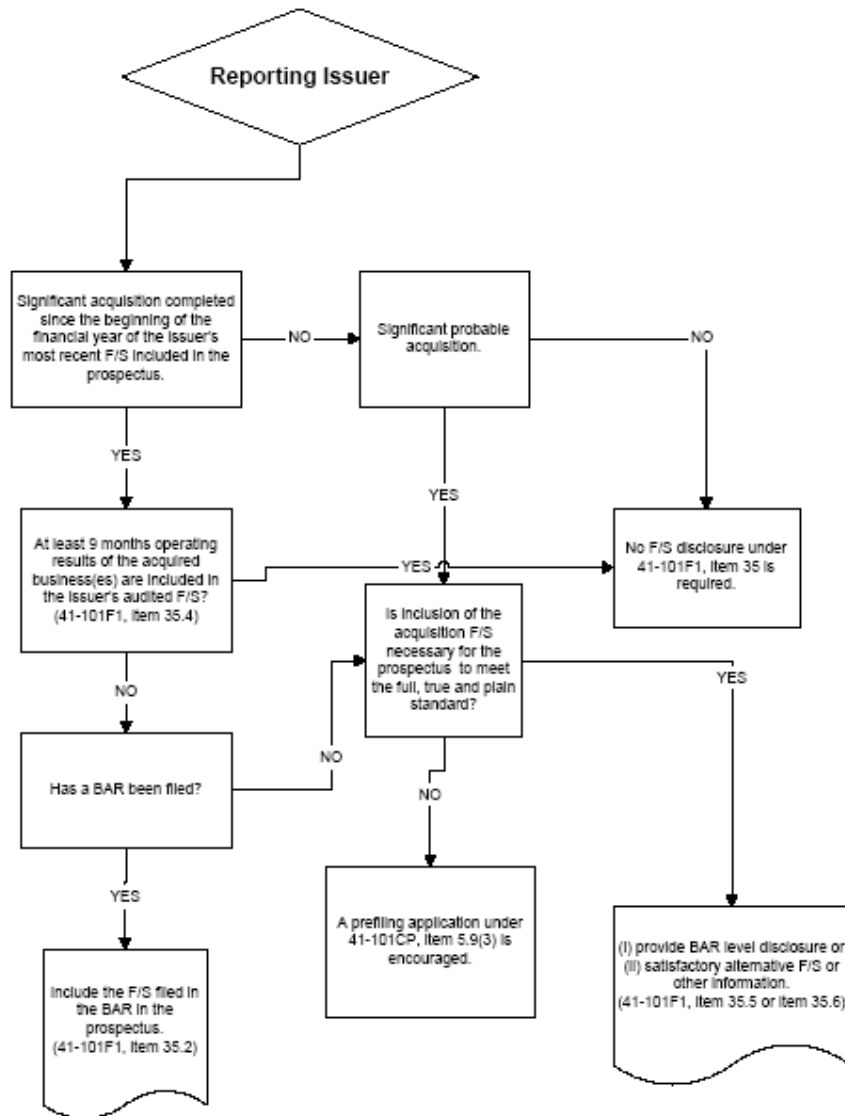 Reporting Issuer
Significant acquisition completed
since the beginning of the
financial year of the issuer's
most recent F/S included in the
prospectus.
NO
Significant probable
acquisition.
NO
YES
YES
At least 9 months operating
results of the acquired
business(es) are included in
the issuer's audited F/S?
(41-101F1, Item 35.4)
YES
No F/S disclosure under
41-101F1, Item 35 is
required.
Is inclusion of the
acquisition F/S
necessary for the
prospectus to meet
the full, true and plain
standard?
YES
NO
Has a BAR been filed?
NO
NO
YES
A prefiling application under
41-101CP, Item 5.9(3) is
encouraged.
(i) provide BAR level disclosure or
(ii) satisfactory alternative F/S or
other information.
(41-101F1, Item 35.5 or Item 35.6)
Include the F/S filed in
the BAR in the
prospectus.
(41-101F1, Item 35.2)